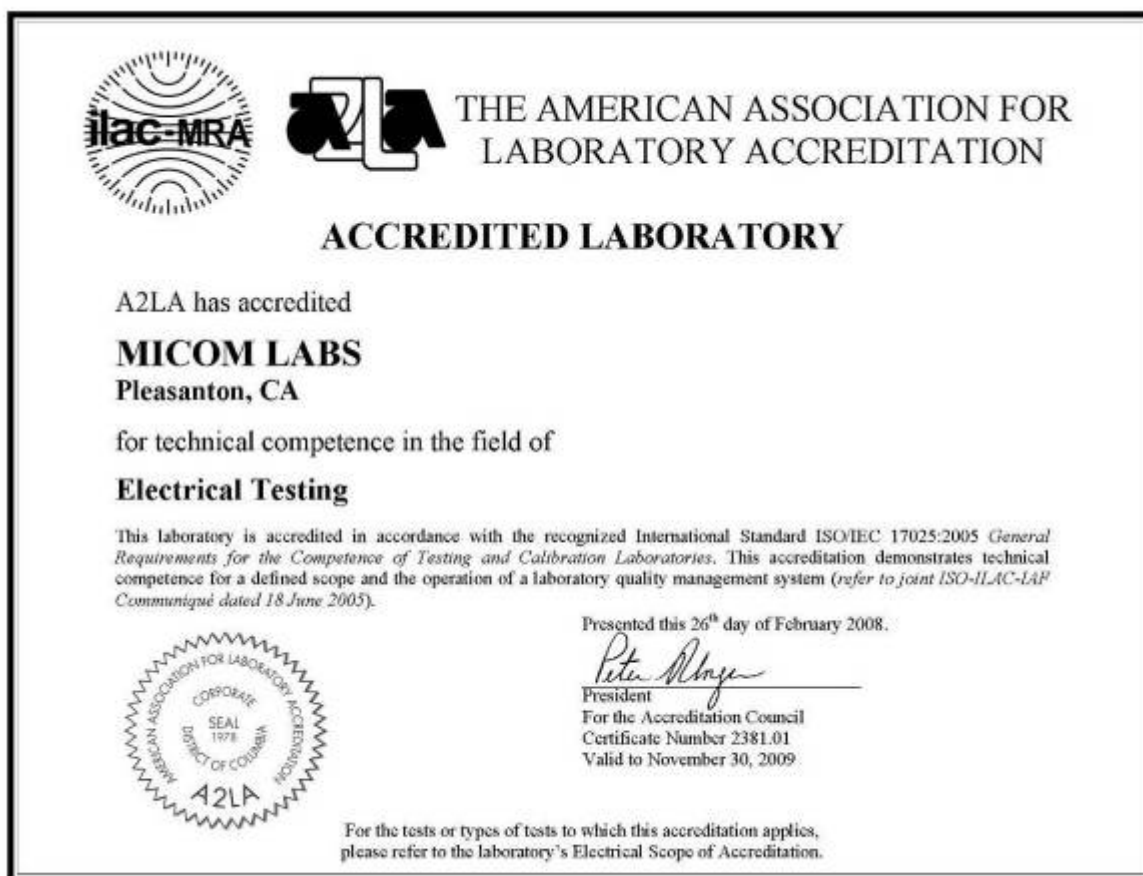 ilac-MRA
A2LA
THE AMERICAN ASSOCIATION FOR
LABORATORY ACCREDITATION
ACCREDITED LABORATORY
A2LA has accredited
MICOM LABS
Pleasanton, CA
for technical competence in the field of
Electrical Testing
This laboratory is accredited in accordance with the recognized International Standard ISO/IEC 17025:2005 General
Requirements for the Competence of Testing and Calibration Laboratories. This accreditation demonstrates technical
competence for a defined scope and the operation of a laboratory quality management system (refer to joint ISO-ILAC-IAF
Communiqué dated 18 June 2005).
Presented this 26th day of February 2008.
President
For the Accreditation Council
Certificate Number 2381.01
Valid to November 30, 2009
AMERICAN ASSOCIATION FOR LABORATORY ACCREDITATION
CORPORATE
SEAL
1978
DISTRICT OF COLUMBIA
A2LA
For the tests or types of tests to which this accreditation applies,
please refer to the laboratory's Electrical Scope of Accreditation.